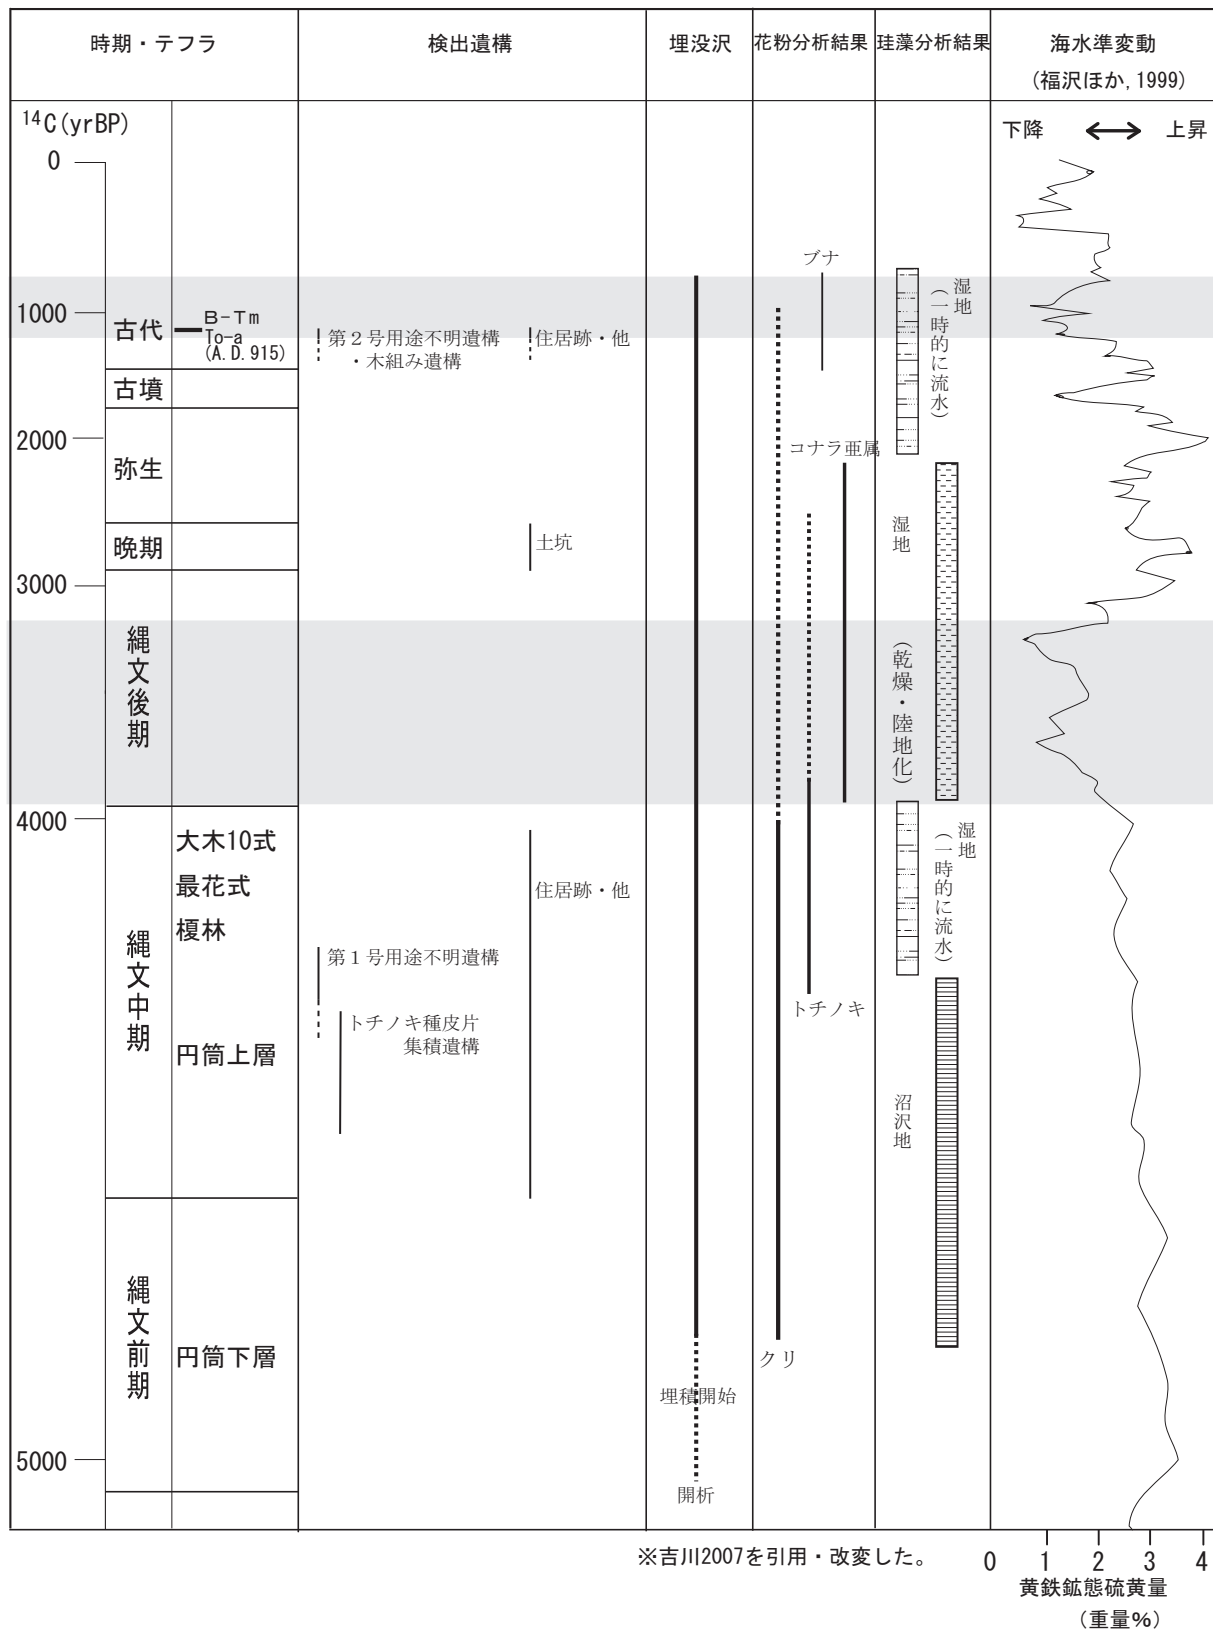 時期・テフラ
検出遺構
埋没沢
花粉分析結果
珪藻分析結果
海水準変動
(福沢ほか, 1999)
14C(yrBP)
下降
上昇
0
1000
2000
3000
4000
5000
古代
B-Tm
To-a
(A.D.915)
古墳
弥生
晩期
縄文後期
縄文中期
大木10式
最花式
榎林
円筒上層
縄文前期
円筒下層
第2号用途不明遺構
・木組み遺構
住居跡・他
土坑
住居跡・他
第1号用途不明遺構
トチノキ種皮片
集積遺構
埋積開始
開析
ブナ
コナラ亜属
トチノキ
クリ
湿地
(一時的に流水)
湿地
(乾燥・陸地化)
湿地
(一時的に流水)
沼沢地
※吉川2007を引用・改変した。
0 1 2 3 4
黄鉄鉱態硫黄量
(重量%)